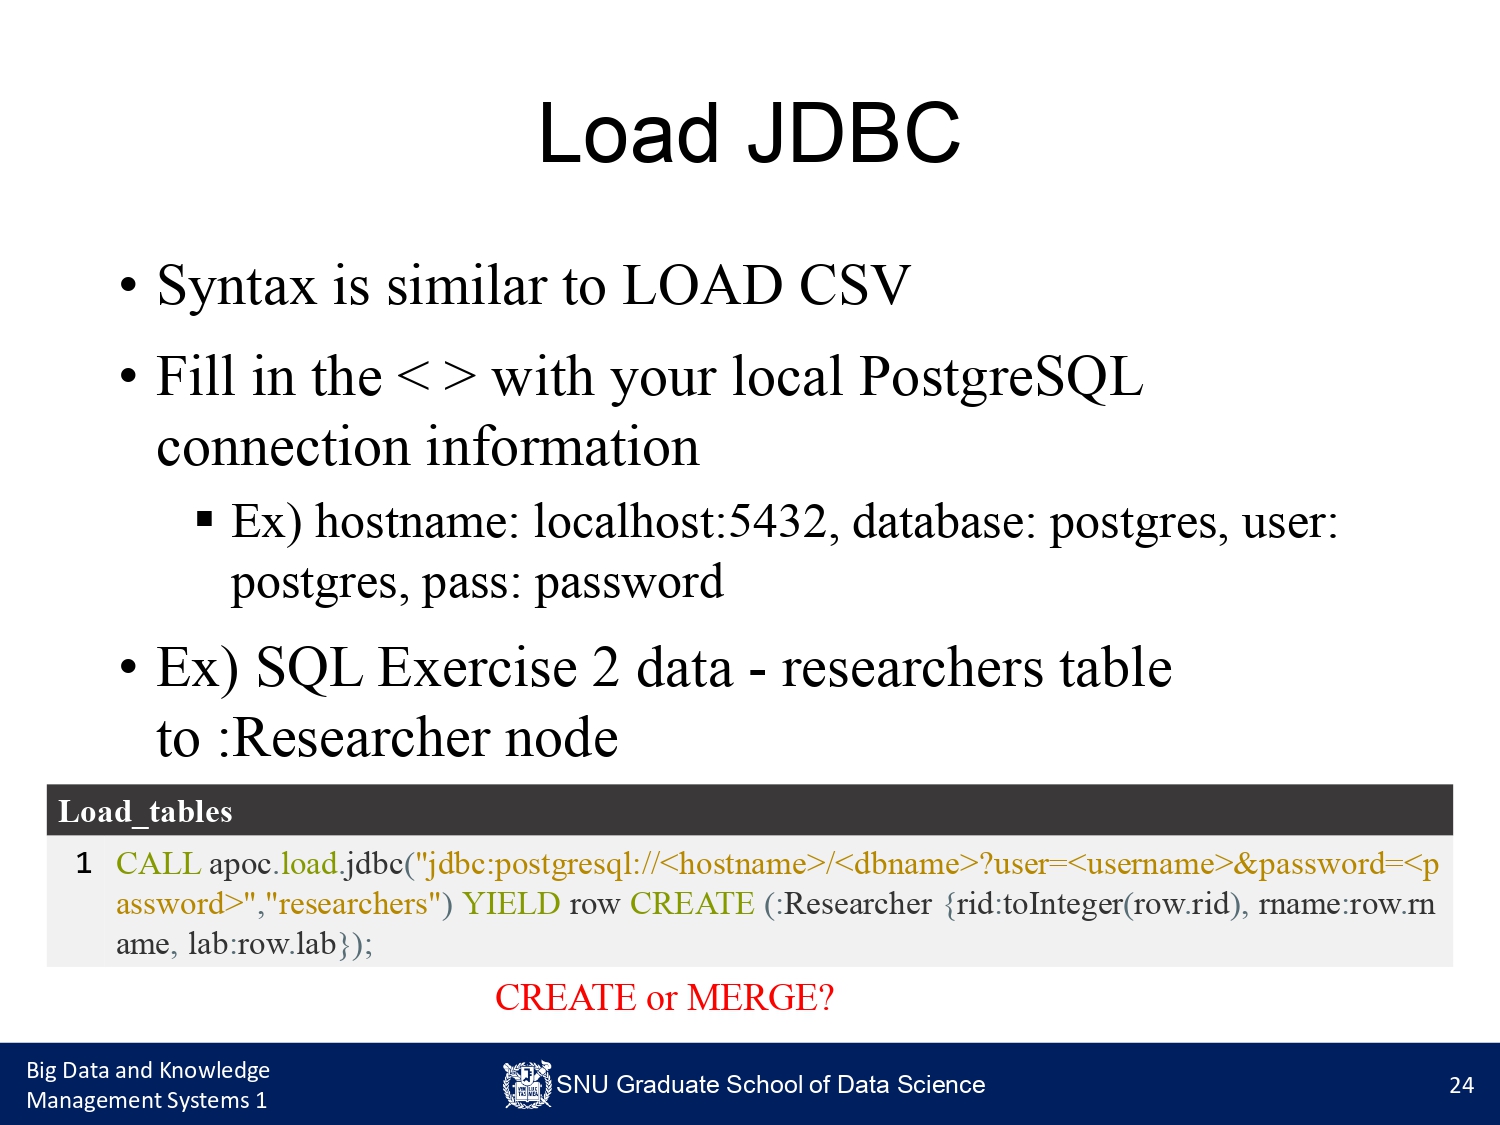 Load JDBC
• Syntax is similar to LOAD CSV
• Fill in the < > with your local PostgreSQL
connection information
▪ Ex) hostname: localhost:5432, database: postgres, user:
postgres, pass: password
• Ex) SQL Exercise 2 data - researchers table
to :Researcher node
Load_tables
1 CALL apoc.load.jdbc("jdbc:postgresql://<hostname>/<dbname>?user=<username>&password=<p
assword>","researchers") YIELD row CREATE (:Researcher {rid:toInteger(row.rid), rname:row.rn
ame, lab:row.lab});
CREATE or MERGE?
Big Data and Knowledge
Management Systems 1
SNU Graduate School of Data Science
24